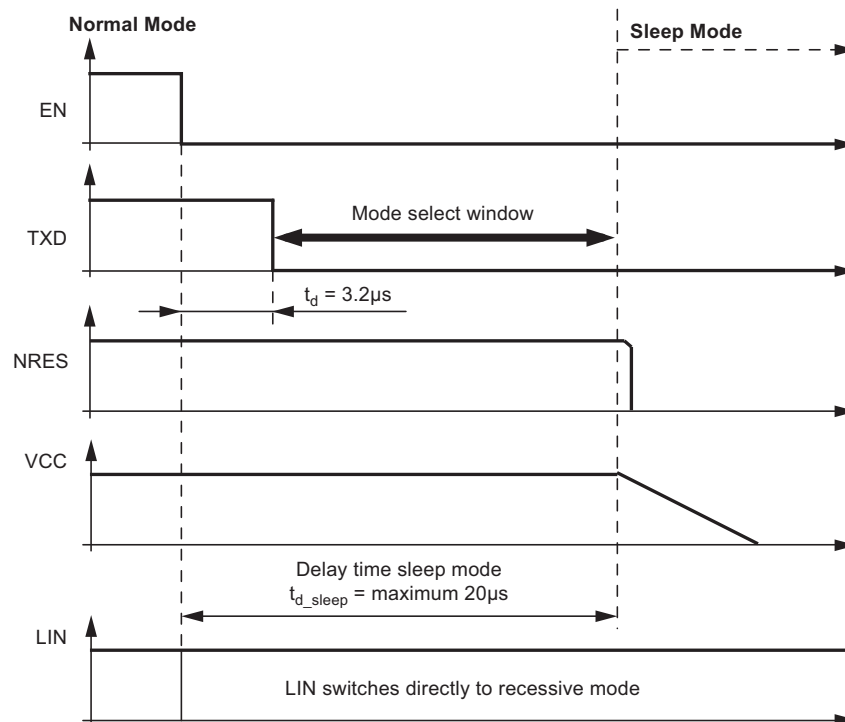 Normal Mode
Sleep Mode
EN
TXD
Mode select window
t_d = 3.2µs
NRES
VCC
Delay time sleep mode
t_d_sleep = maximum 20µs
LIN
LIN switches directly to recessive mode